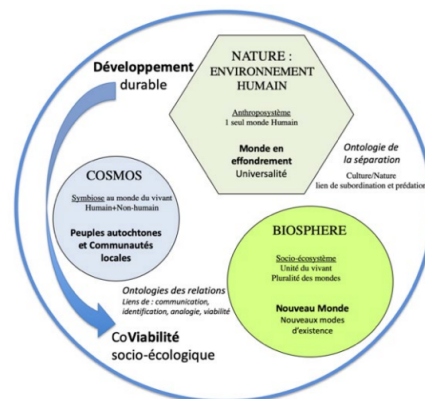 Développement
durable
NATURE :
ENVIRONNEMENT
HUMAIN
Anthroposystème
1 seul monde Humain
Monde en
effondrement
Universalité
Ontologie de
la séparation
Culture/Nature
lien de subordination et prédation
COSMOS
Symbiose au monde du vivant
Humain+Non-humain
Peuples autochtones
et Communautés
locales
BIOSPHERE
Socio-écosystème
Unité du vivant
Pluralité des mondes
Nouveau Monde
Nouveaux modes
d'existence
Ontologies des relations
Liens de : communication,
identification, analogie, viabilité
CoViabilité
socio-écologique